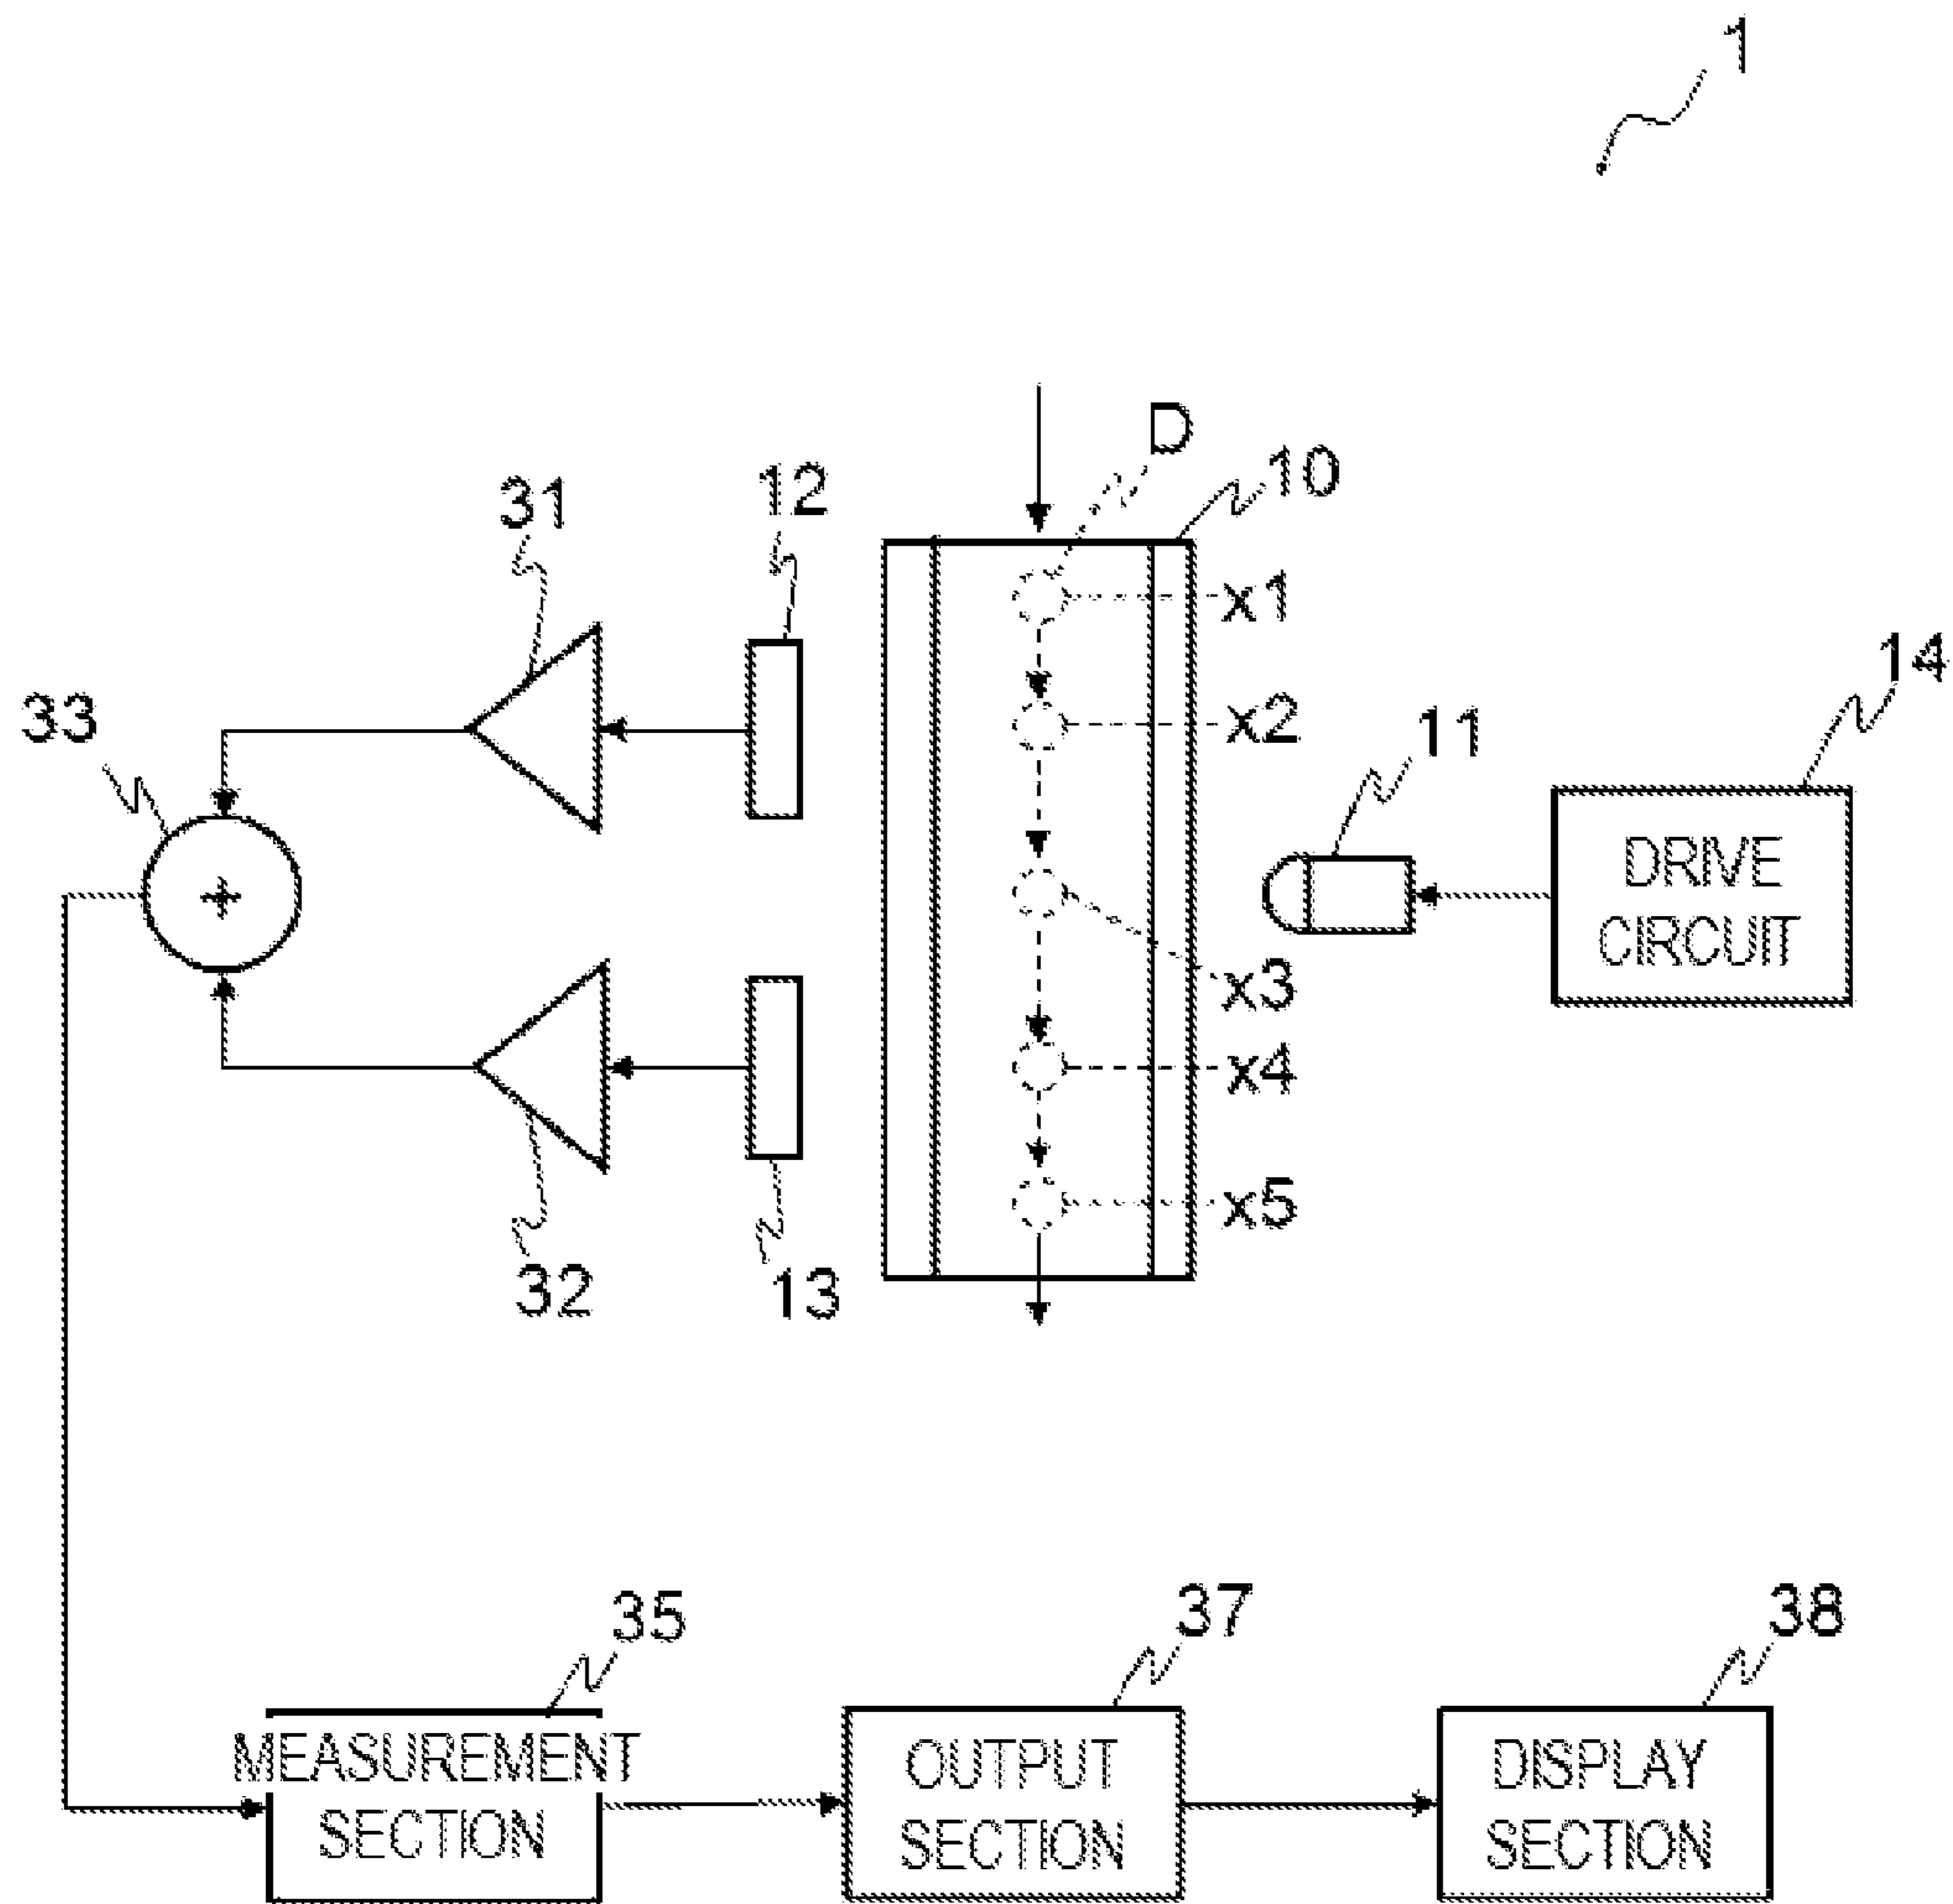 1
D
10
12
31
x1
14
x2
11
33
DRIVE
CIRCUIT
+
x3
x4
x5
32
13
35
37
38
MEASUREMENT
SECTION
OUTPUT
SECTION
DISPLAY
SECTION